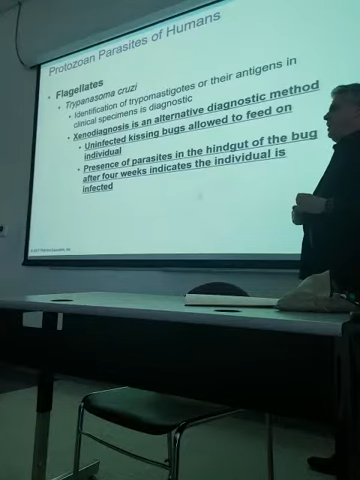 Protozoan Parasites of Humans
• Flagellates
• Trypanasoma cruzi
• Identification of trypomastigotes or their antigens in
clinical specimens is diagnostic
• Xenodiagnosis is an alternative diagnostic method
• Uninfected kissing bugs allowed to feed on
individual
• Presence of parasites in the hindgut of the bug
after four weeks indicates the individual is
infected